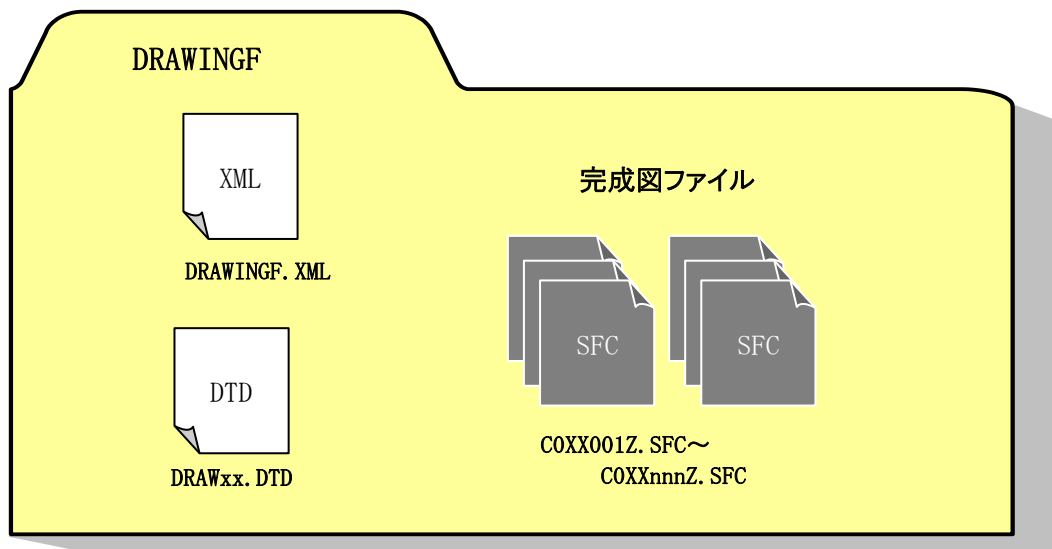 DRAWINGF
XML
DRAWINGF.XML
DTD
DRAWxx.DTD
完成図ファイル
SFC
SFC
C0XX001Z.SFC～
C0XXnnnZ.SFC